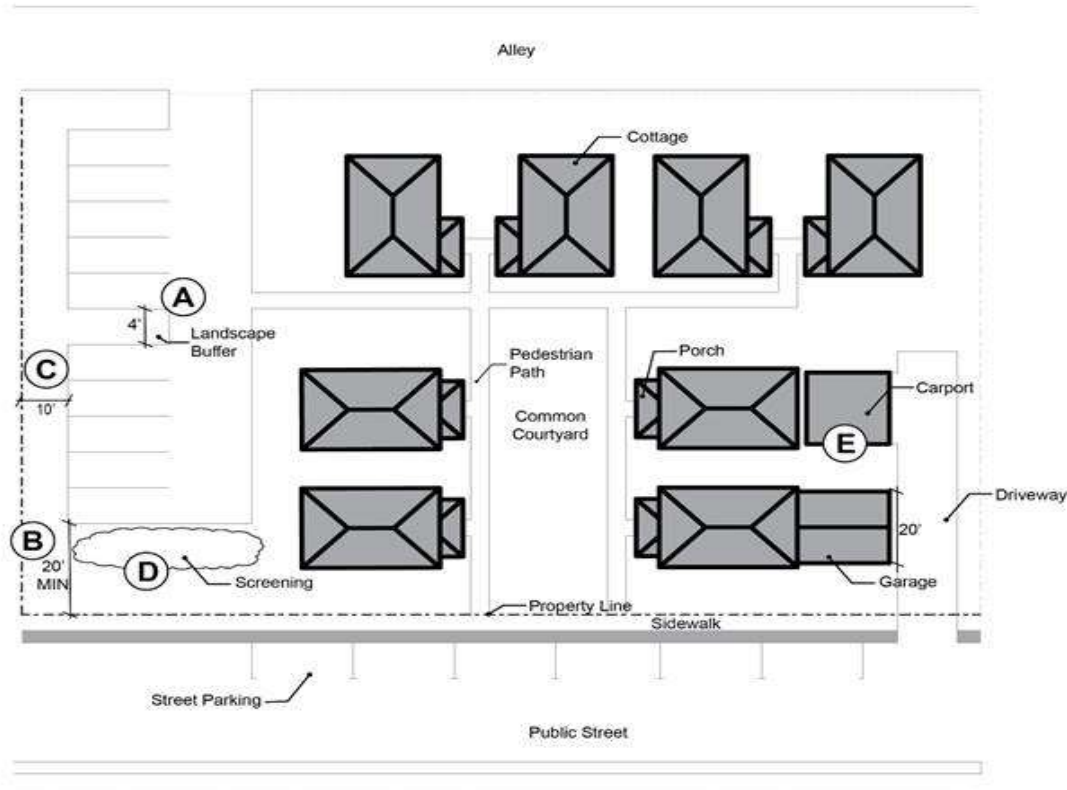 Alley
Cottage
A
4'
Landscape
Buffer
C
10'
Pedestrian
Path
Porch
Carport
Common
Courtyard
E
Driveway
B
20'
MIN
D
Screening
20'
Garage
Property Line
Sidewalk
Street Parking
Public Street